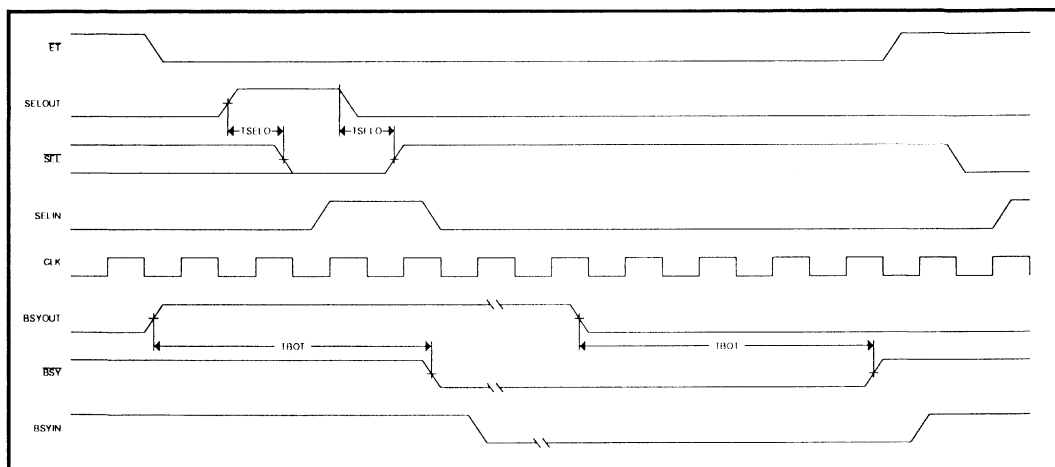 ET
SELOUT
TSELO TSELO
SEL
SELIN
CLK
BSYOUT
TBOT TBOT
BSY
BSYIN